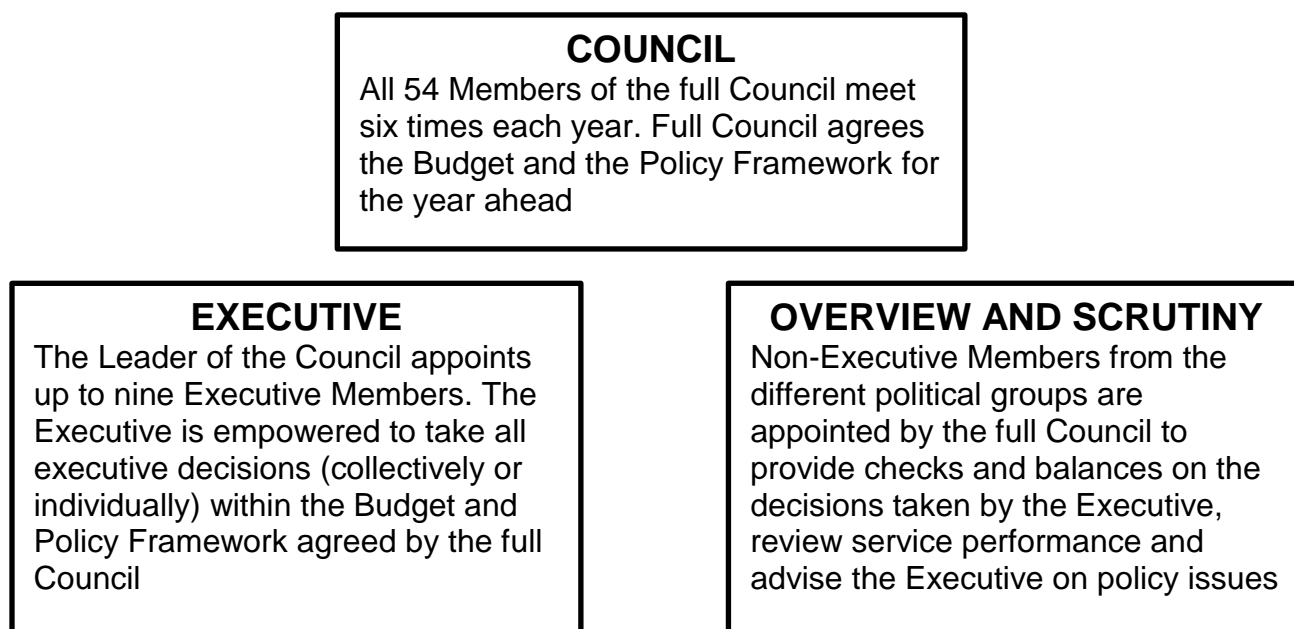 COUNCIL
All 54 Members of the full Council meet
six times each year. Full Council agrees
the Budget and the Policy Framework for
the year ahead
EXECUTIVE
The Leader of the Council appoints
up to nine Executive Members. The
Executive is empowered to take all
executive decisions (collectively or
individually) within the Budget and
Policy Framework agreed by the full
Council
OVERVIEW AND SCRUTINY
Non-Executive Members from the
different political groups are
appointed by the full Council to
provide checks and balances on the
decisions taken by the Executive,
review service performance and
advise the Executive on policy issues